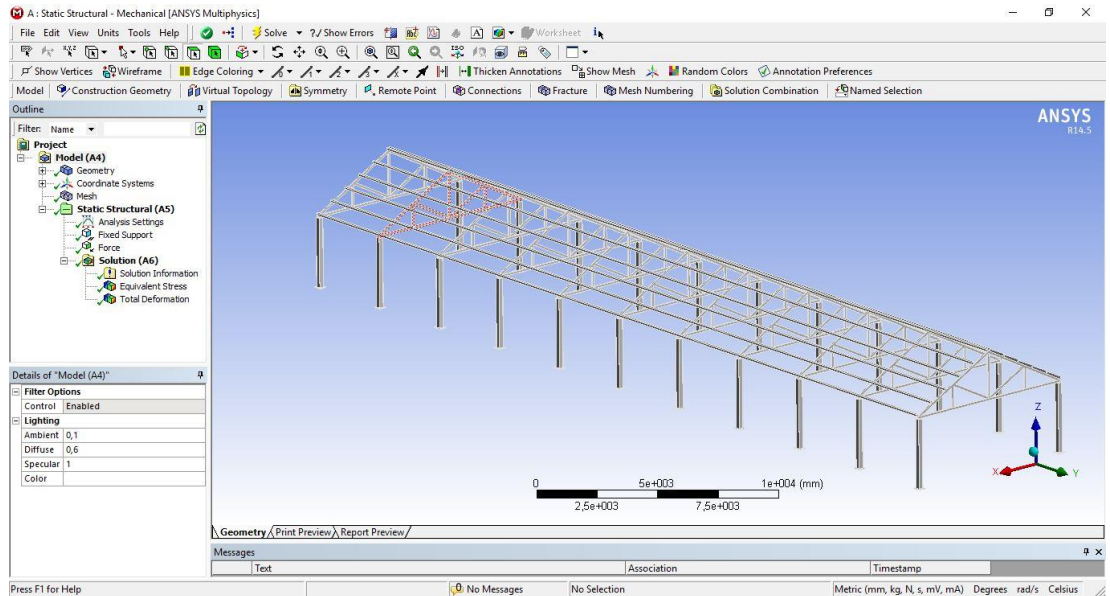 A : Static Structural - Mechanical [ANSYS Multiphysics]
File Edit View Units Tools Help Solve ?/ Show Errors Worksheet
Show Vertices Wireframe Edge Coloring Thicken Annotations Show Mesh Random Colors Annotation Preferences
Model Construction Geometry Virtual Topology Symmetry Remote Point Connections Fracture Mesh Numbering Solution Combination Named Selection
Outline
Filter: Name
Project
Model (A4)
Geometry
Coordinate Systems
Mesh
Static Structural (A5)
Analysis Settings
Fixed Support
Force
Solution (A6)
Solution Information
Equivalent Stress
Total Deformation
Details of "Model (A4)"
Filter Options
Control Enabled
Lighting
Ambient 0,1
Diffuse 0,6
Specular 1
Color
ANSYS
R14.5
Z
X
Y
0 5e+003 1e+004 (mm)
2,5e+003 7,5e+003
Geometry Print Preview Report Preview
Messages
Text Association Timestamp
Press F1 for Help 0 No Messages No Selection Metric (mm, kg, N, s, mV, mA) Degrees rad/s Celsius